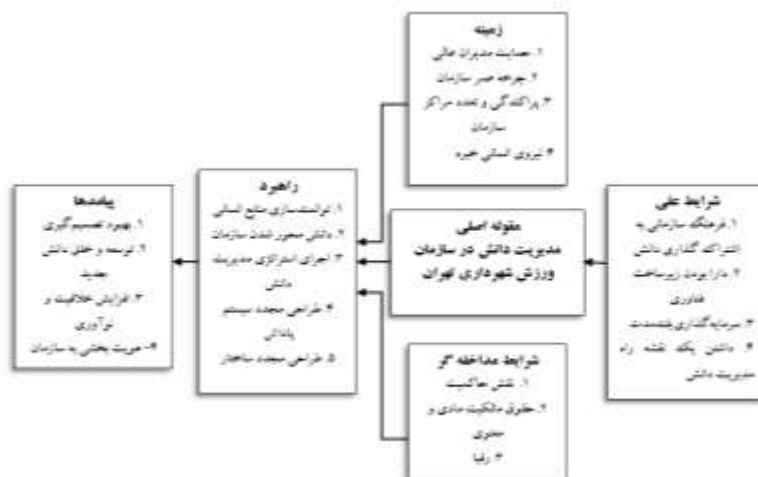 زمینه
۱. حمایت مدیران عالی
۲. چرخه عمر سازمان
۳. پراکندگی و تعدد مراکز
سازمان
۴. نیروی انسانی خبره
شرایط علی
۱. فرهنگ سازمانی به
اشتراک گذاری دانش
۲. دارا بودن زیرساخت
فناوری
۳. سرمایه‌گذاری بلندمدت
۴. داشتن یک نقشه راه
مدیریت دانش
مقوله اصلی
مدیریت دانش در سازمان
ورزش شهرداری تهران
شرایط مداخله گر
۱. نقش حاکمیت
۲. حقوق مالکیت مادی و
معنوی
۳. رقبا
راهبرد
۱. توانمندسازی منابع انسانی
۲. دانش محور شدن سازمان
۳. اجرای استراتژی مدیریت
دانش
۴. طراحی مجدد سیستم
پاداش
۵. طراحی مجدد ساختار
پیامدها
۱. بهبود تصمیم‌گیری
۲. توسعه و خلق دانش
جدید
۳. افزایش خلاقیت و
نوآوری
۴- هویت بخشی به سازمان